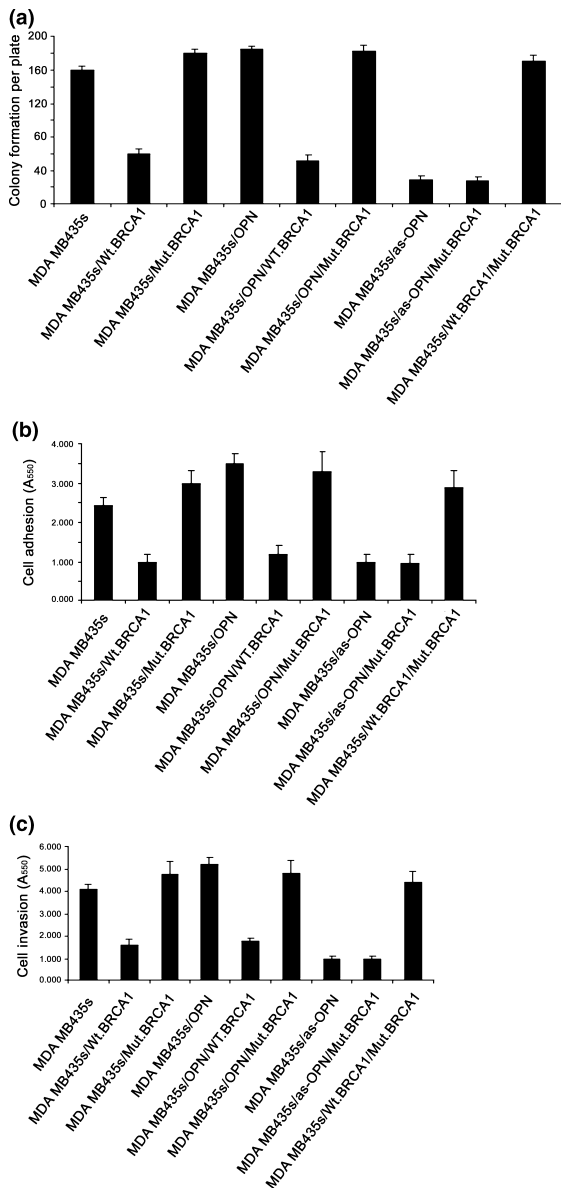 (a)
Colony formation per plate
200
160
120
60
40
0
MDA MB435s
MDA MB435s/Wt.BRCA1
MDA MB435s/Mut.BRCA1
MDA MB435s/OPN
MDA MB435s/OPN/WT.BRCA1
MDA MB435s/OPN/Mut.BRCA1
MDA MB435s/as-OPN
MDA MB435s/as-OPN/Mut.BRCA1
MDA MB435s/Wt.BRCA1/Mut.BRCA1
(b)
Cell adhesion (A550)
4.000
3.000
2.000
1.000
0.000
MDA MB435s
MDA MB435s/Wt.BRCA1
MDA MB435s/Mut.BRCA1
MDA MB435s/OPN
MDA MB435s/OPN/WT.BRCA1
MDA MB435s/OPN/Mut.BRCA1
MDA MB435s/as-OPN
MDA MB435s/as-OPN/Mut.BRCA1
MDA MB435s/Wt.BRCA1/Mut.BRCA1
(c)
Cell invasion (A550)
6.000
5.000
4.000
3.000
2.000
1.000
0.000
MDA MB435s
MDA MB435s/Wt.BRCA1
MDA MB435s/Mut.BRCA1
MDA MB435s/OPN
MDA MB435s/OPN/WT.BRCA1
MDA MB435s/OPN/Mut.BRCA1
MDA MB435s/as-OPN
MDA MB435s/as-OPN/Mut.BRCA1
MDA MB435s/Wt.BRCA1/Mut.BRCA1